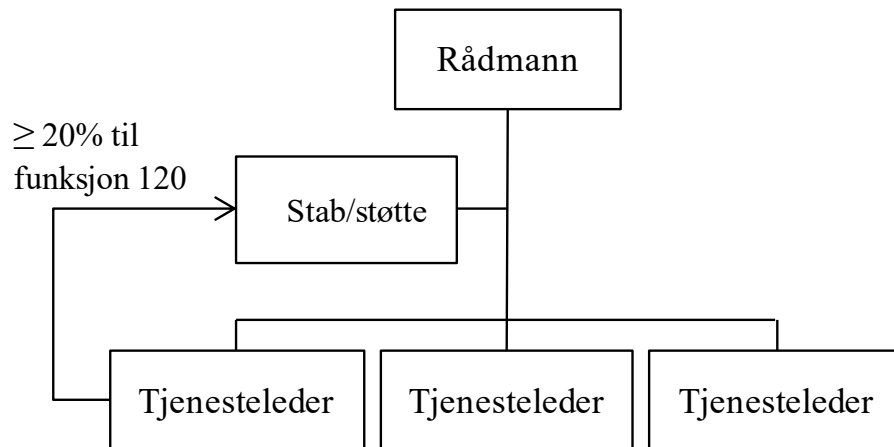 Rådmann
≥ 20% til
funksjon 120
Stab/støtte
Tjenesteleder
Tjenesteleder
Tjenesteleder